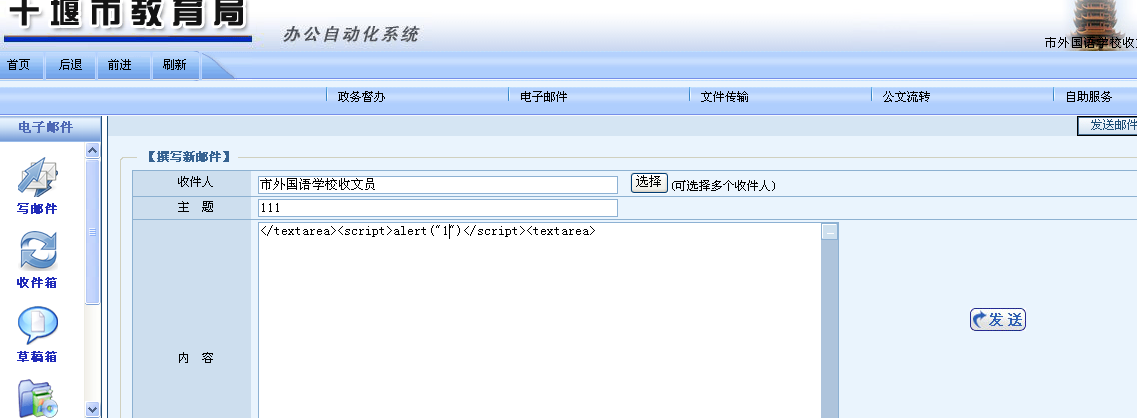 十堰市教育局
办公自动化系统
市外国语学校收文
首页 后退 前进 刷新
政务督办 电子邮件 文件传输 公文流转 自助服务
电子邮件
发送邮件
【撰写新邮件】
收件人 市外国语学校收文员 选择 (可选择多个收件人)
主 题 111
</textarea><script>alert("1")</script><textarea>
写邮件
收件箱
发送
草稿箱
内 容